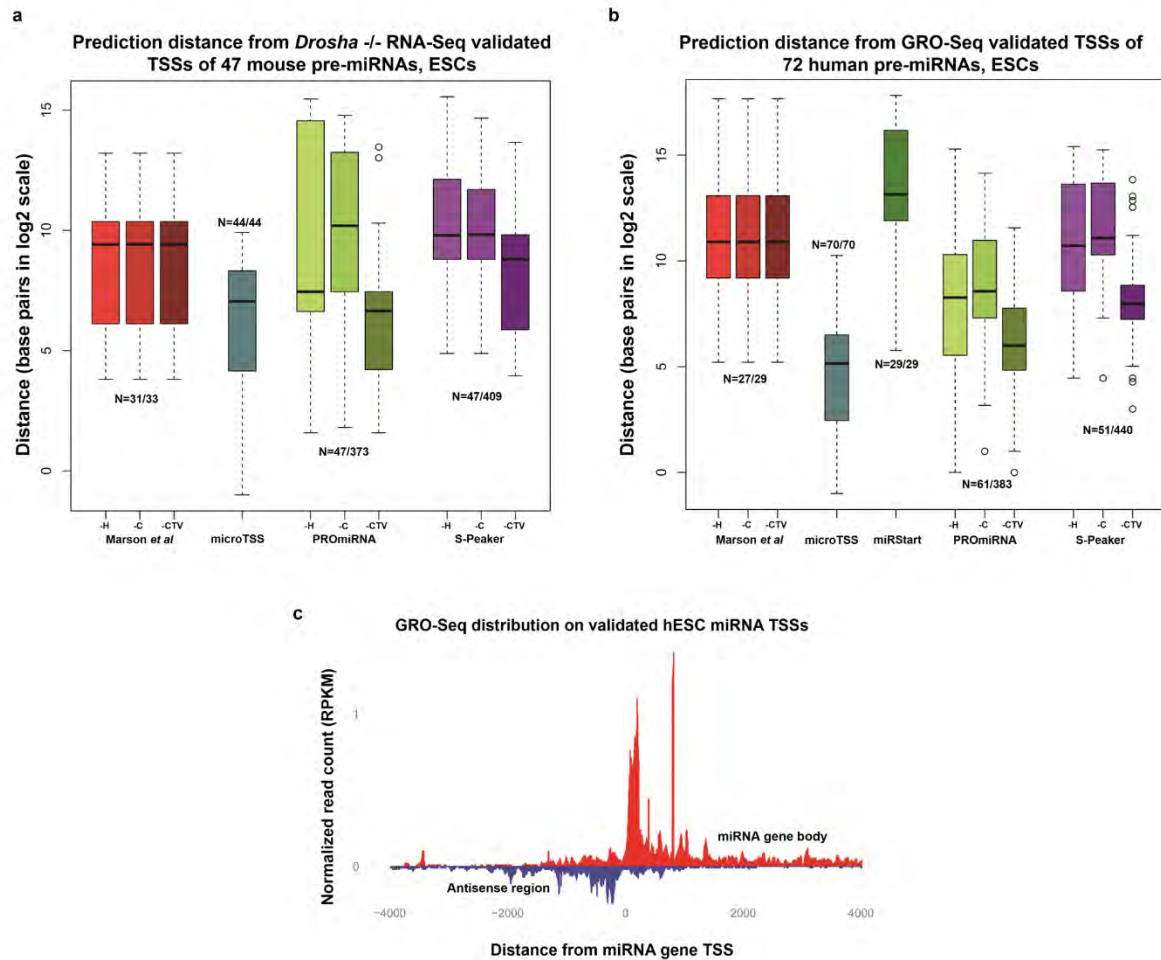 a
Prediction distance from Drosha -/- RNA-Seq validated
TSSs of 47 mouse pre-miRNAs, ESCs
Distance (base pairs in log2 scale)
15
10
5
0
N=31/33
N=44/44
N=47/373
N=47/409
-H -C -CTV -H -C -CTV -H -C -CTV
Marson et al microTSS PROmiRNA S-Peaker
b
Prediction distance from GRO-Seq validated TSSs of
72 human pre-miRNAs, ESCs
Distance (base pairs in log2 scale)
15
10
5
0
N=27/29
N=70/70
N=29/29
N=61/383
N=51/440
-H -C -CTV -H -C -CTV -H -C -CTV
Marson et al microTSS miRStart PROmiRNA S-Peaker
c
GRO-Seq distribution on validated hESC miRNA TSSs
Normalized read count (RPKM)
1
0
miRNA gene body
Antisense region
−4000 −2000 0 2000 4000
Distance from miRNA gene TSS